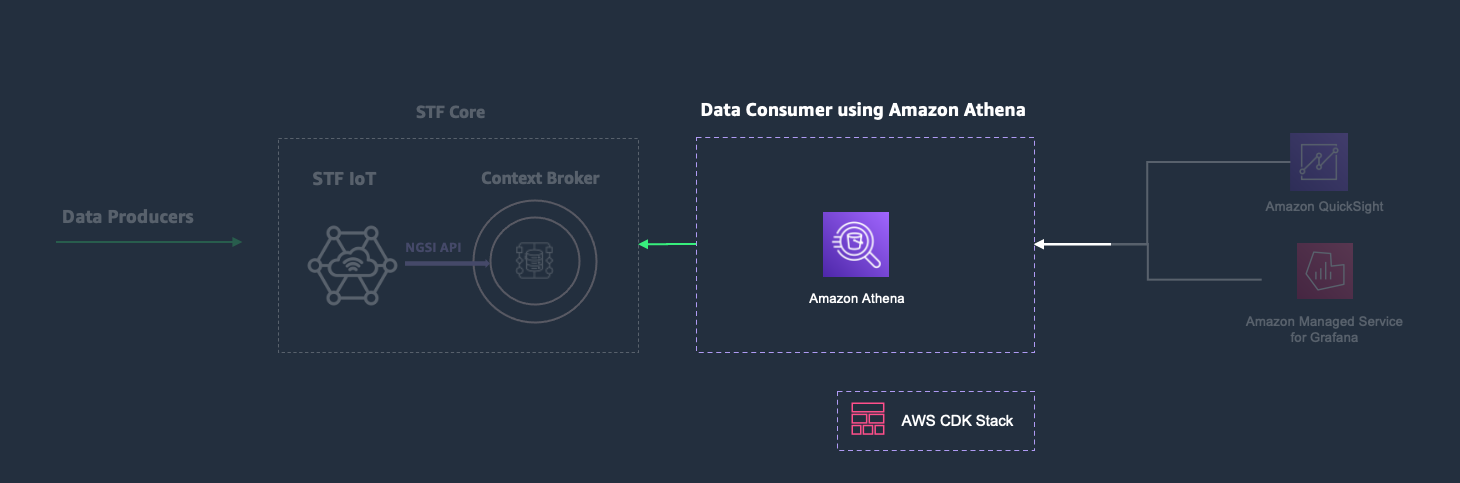 STF Core
Data Consumer using Amazon Athena
STF IoT
Context Broker
Data Producers
NGSI API
Amazon Athena
Amazon QuickSight
Amazon Managed Service
for Grafana
AWS CDK Stack